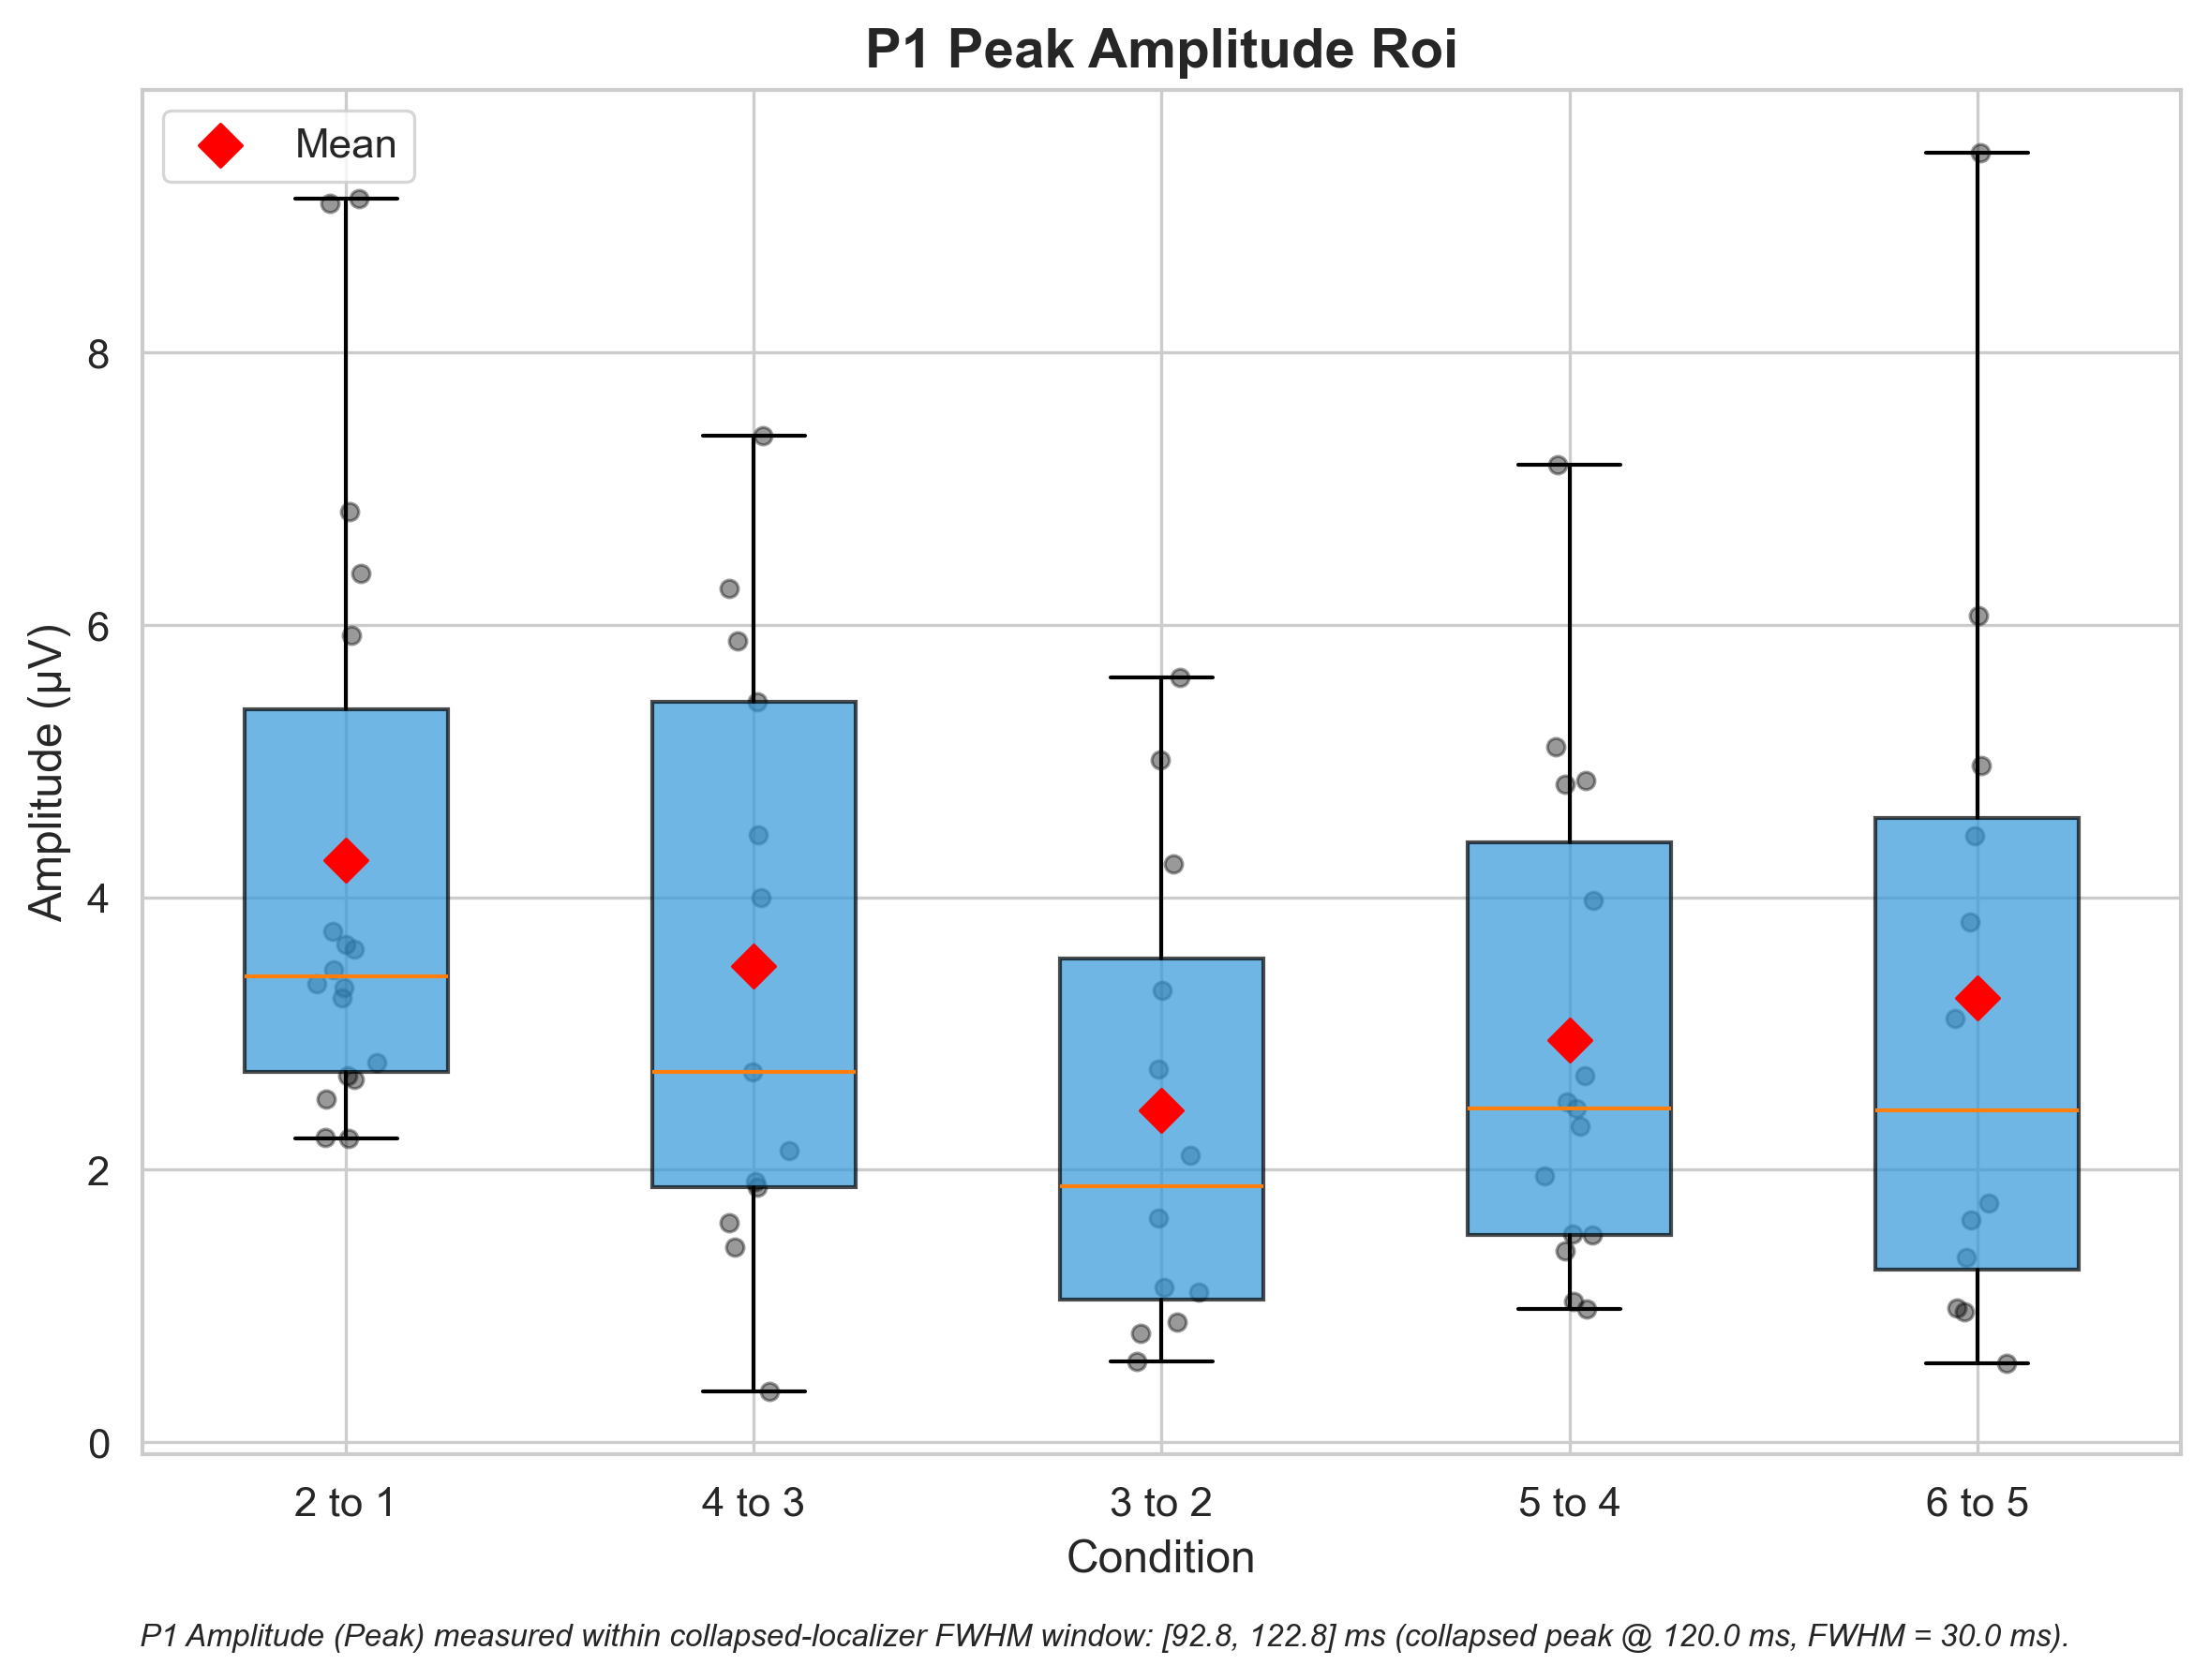 P1 Peak Amplitude Roi
Mean
Amplitude (µV)
8
6
4
2
0
2 to 1
4 to 3
3 to 2
5 to 4
6 to 5
Condition
P1 Amplitude (Peak) measured within collapsed-localizer FWHM window: [92.8, 122.8] ms (collapsed peak @ 120.0 ms, FWHM = 30.0 ms).